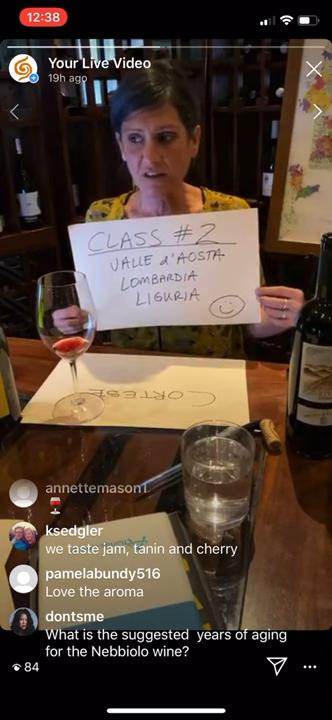 12:38
Your Live Video
19h ago
CLASS #2
VALLE d'AOSTA
LOMBARDIA
LIGURIA
CORTESE
annettemason1
🍷
ksedgler
we taste jam, tanin and cherry
pamelabundy516
Love the aroma
dontsme
What is the suggested years of aging
for the Nebbiolo wine?
84